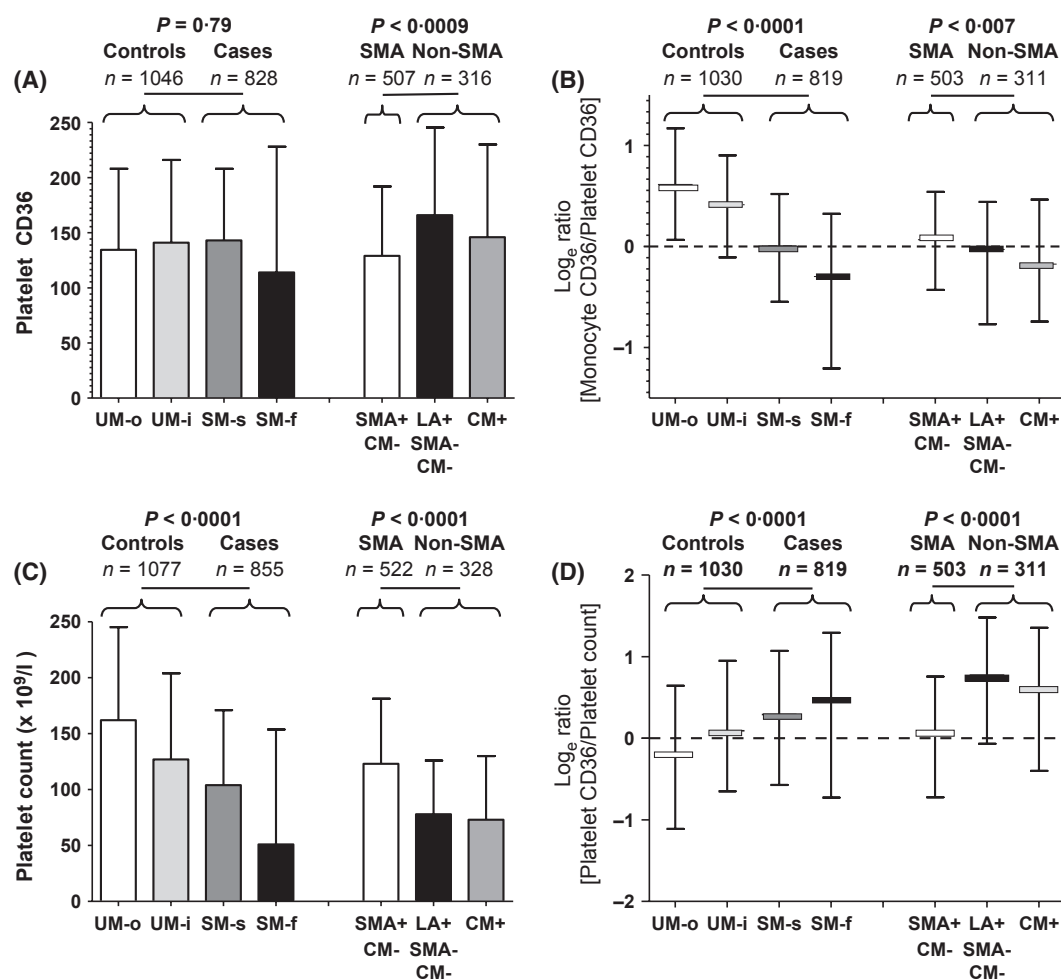 (A)
P = 0·79
Controls Cases
n = 1046 n = 828
P < 0·0009
SMA Non-SMA
n = 507 n = 316
Platelet CD36
250
200
150
100
50
0
UM-o UM-i SM-s SM-f SMA+ LA+ CM+
CM- SMA-
CM-
(B)
P < 0·0001
Controls Cases
n = 1030 n = 819
P < 0·007
SMA Non-SMA
n = 503 n = 311
Loge ratio
[Monocyte CD36/Platelet CD36]
1
0
–1
UM-o UM-i SM-s SM-f SMA+ LA+ CM+
CM- SMA-
CM-
(C)
P < 0·0001
Controls Cases
n = 1077 n = 855
P < 0·0001
SMA Non-SMA
n = 522 n = 328
Platelet count (x 10⁹/l)
250
200
150
100
50
0
UM-o UM-i SM-s SM-f SMA+ LA+ CM+
CM- SMA-
CM-
(D)
P < 0·0001
Controls Cases
n = 1030 n = 819
P < 0·0001
SMA Non-SMA
n = 503 n = 311
Loge ratio
[Platelet CD36/Platelet count]
2
1
0
–1
–2
UM-o UM-i SM-s SM-f SMA+ LA+ CM+
CM- SMA-
CM-